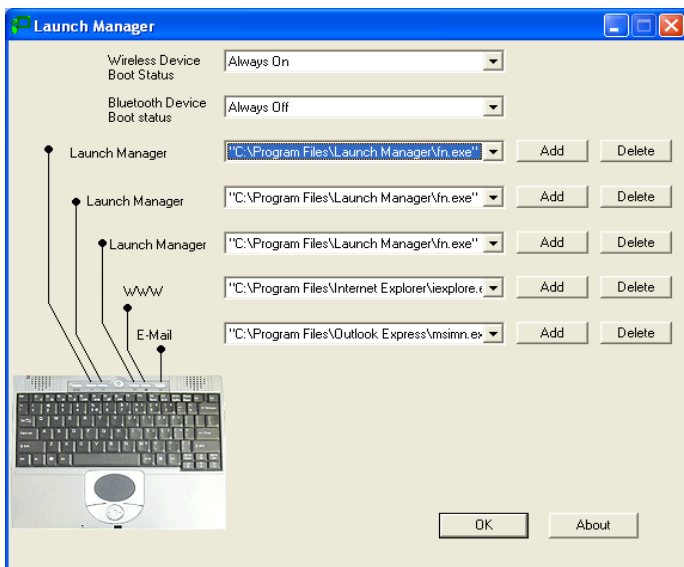 Launch Manager
Wireless Device
Boot Status
Always On
Bluetooth Device
Boot status
Always Off
Launch Manager
"C:\Program Files\Launch Manager\fn.exe"
Add
Delete
Launch Manager
"C:\Program Files\Launch Manager\fn.exe"
Add
Delete
Launch Manager
"C:\Program Files\Launch Manager\fn.exe"
Add
Delete
WWW
"C:\Program Files\Internet Explorer\iexplore.e
Add
Delete
E-Mail
"C:\Program Files\Outlook Express\msimn.ex
Add
Delete
OK
About